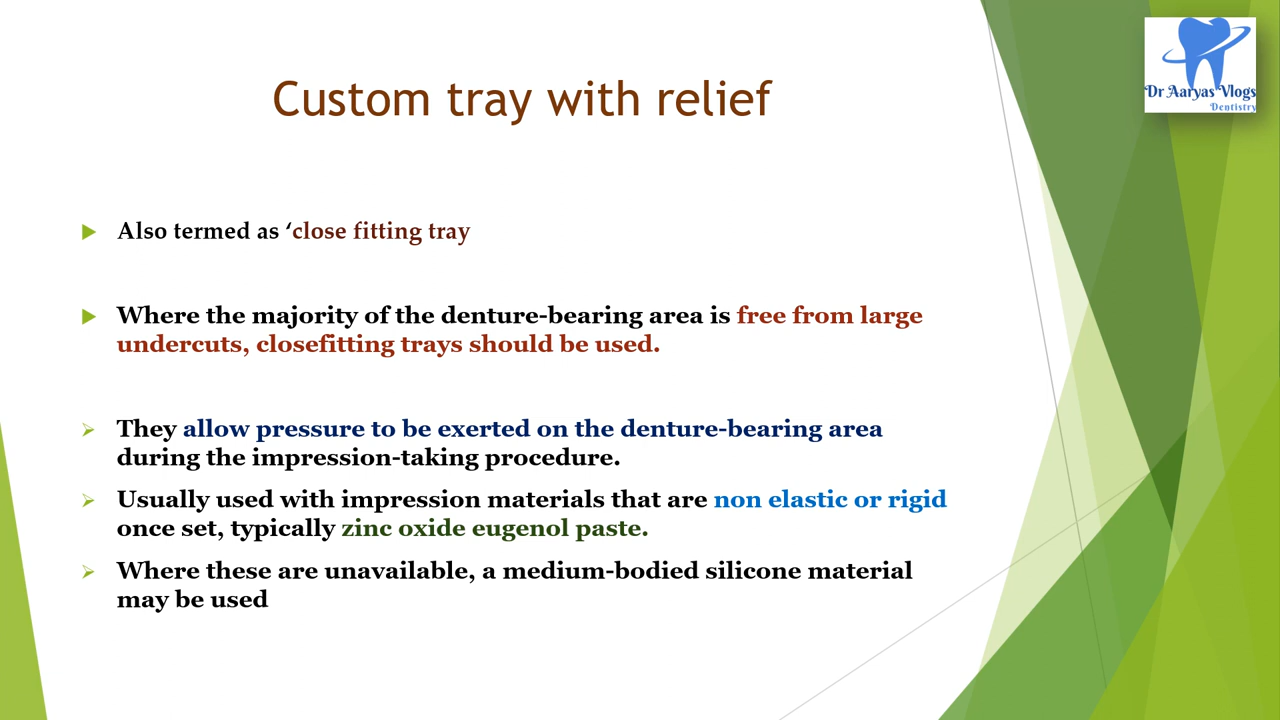 Dr Aaryas Vlogs
Dentistry
Custom tray with relief
Also termed as ‘close fitting tray
Where the majority of the denture-bearing area is free from large
undercuts, closefitting trays should be used.
They allow pressure to be exerted on the denture-bearing area
during the impression-taking procedure.
Usually used with impression materials that are non elastic or rigid
once set, typically zinc oxide eugenol paste.
Where these are unavailable, a medium-bodied silicone material
may be used